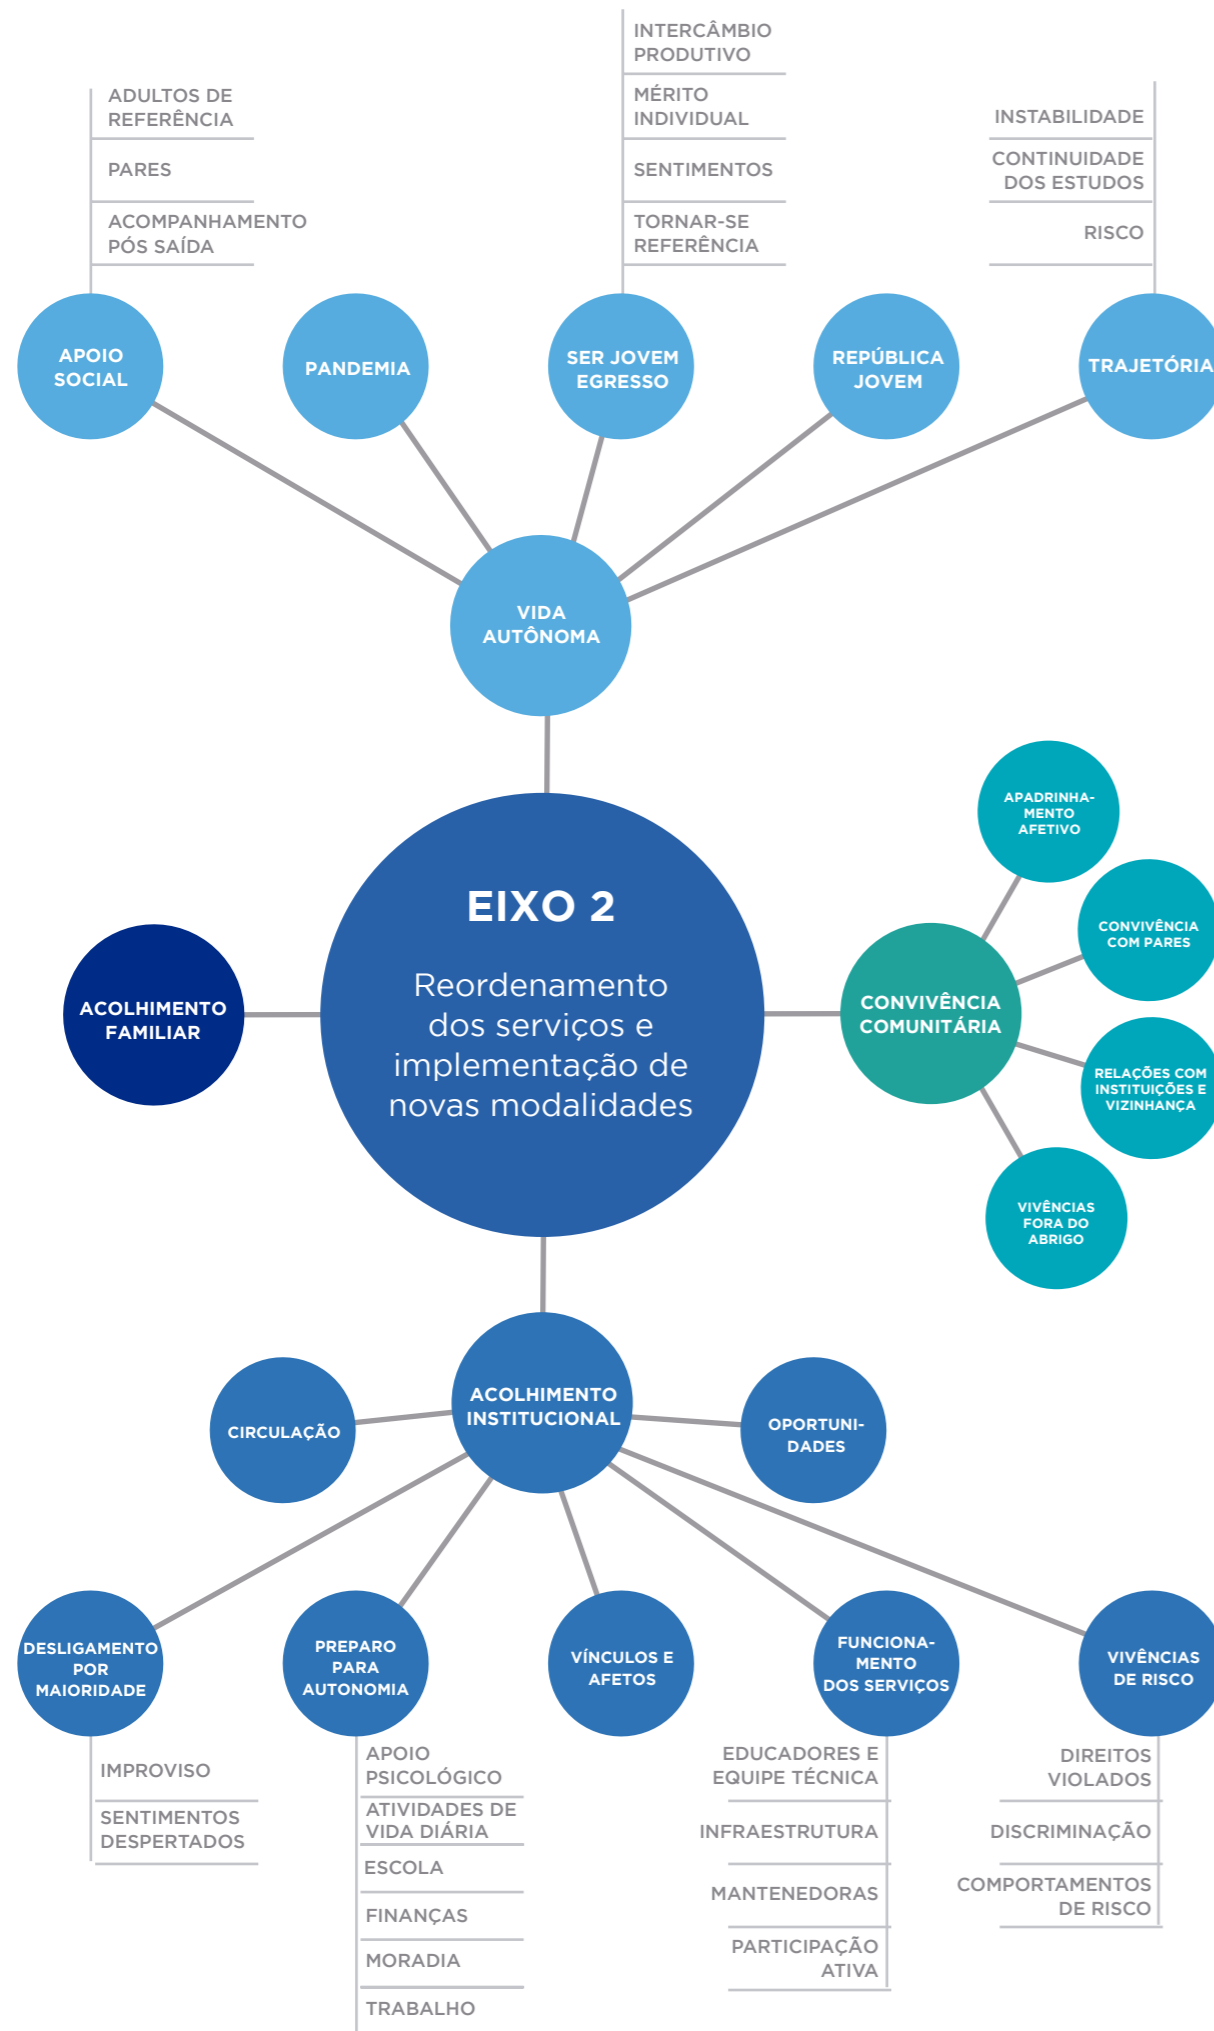 ADULTOS DE
REFERÊNCIA
PARES
ACOMPANHAMENTO
PÓS SAÍDA
INTERCÂMBIO
PRODUTIVO
MÉRITO
INDIVIDUAL
SENTIMENTOS
TORNAR-SE
REFERÊNCIA
INSTABILIDADE
CONTINUIDADE
DOS ESTUDOS
RISCO
APOIO
SOCIAL
PANDEMIA
SER JOVEM
EGRESSO
REPÚBLICA
JOVEM
TRAJETÓRIA
VIDA
AUTÔNOMA
EIXO 2
Reordenamento
dos serviços e
implementação de
novas modalidades
ACOLHIMENTO
FAMILIAR
CONVIVÊNCIA
COMUNITÁRIA
APADRINHA-
MENTO
AFETIVO
CONVIVÊNCIA
COM PARES
RELAÇÕES COM
INSTITUIÇÕES E
VIZINHANÇA
VIVÊNCIAS
FORA DO
ABRIGO
ACOLHIMENTO
INSTITUCIONAL
CIRCULAÇÃO
OPORTUNI-
DADES
DESLIGAMENTO
POR
MAIORIDADE
PREPARO
PARA
AUTONOMIA
VÍNCULOS E
AFETOS
FUNCIONA-
MENTO
DOS SERVIÇOS
VIVÊNCIAS
DE RISCO
IMPROVISO
SENTIMENTOS
DESPERTADOS
APOIO
PSICOLÓGICO
ATIVIDADES DE
VIDA DIÁRIA
ESCOLA
FINANÇAS
MORADIA
TRABALHO
EDUCADORES E
EQUIPE TÉCNICA
INFRAESTRUTURA
MANTENEDORAS
PARTICIPAÇÃO
ATIVA
DIREITOS
VIOLADOS
DISCRIMINAÇÃO
COMPORTAMENTOS
DE RISCO